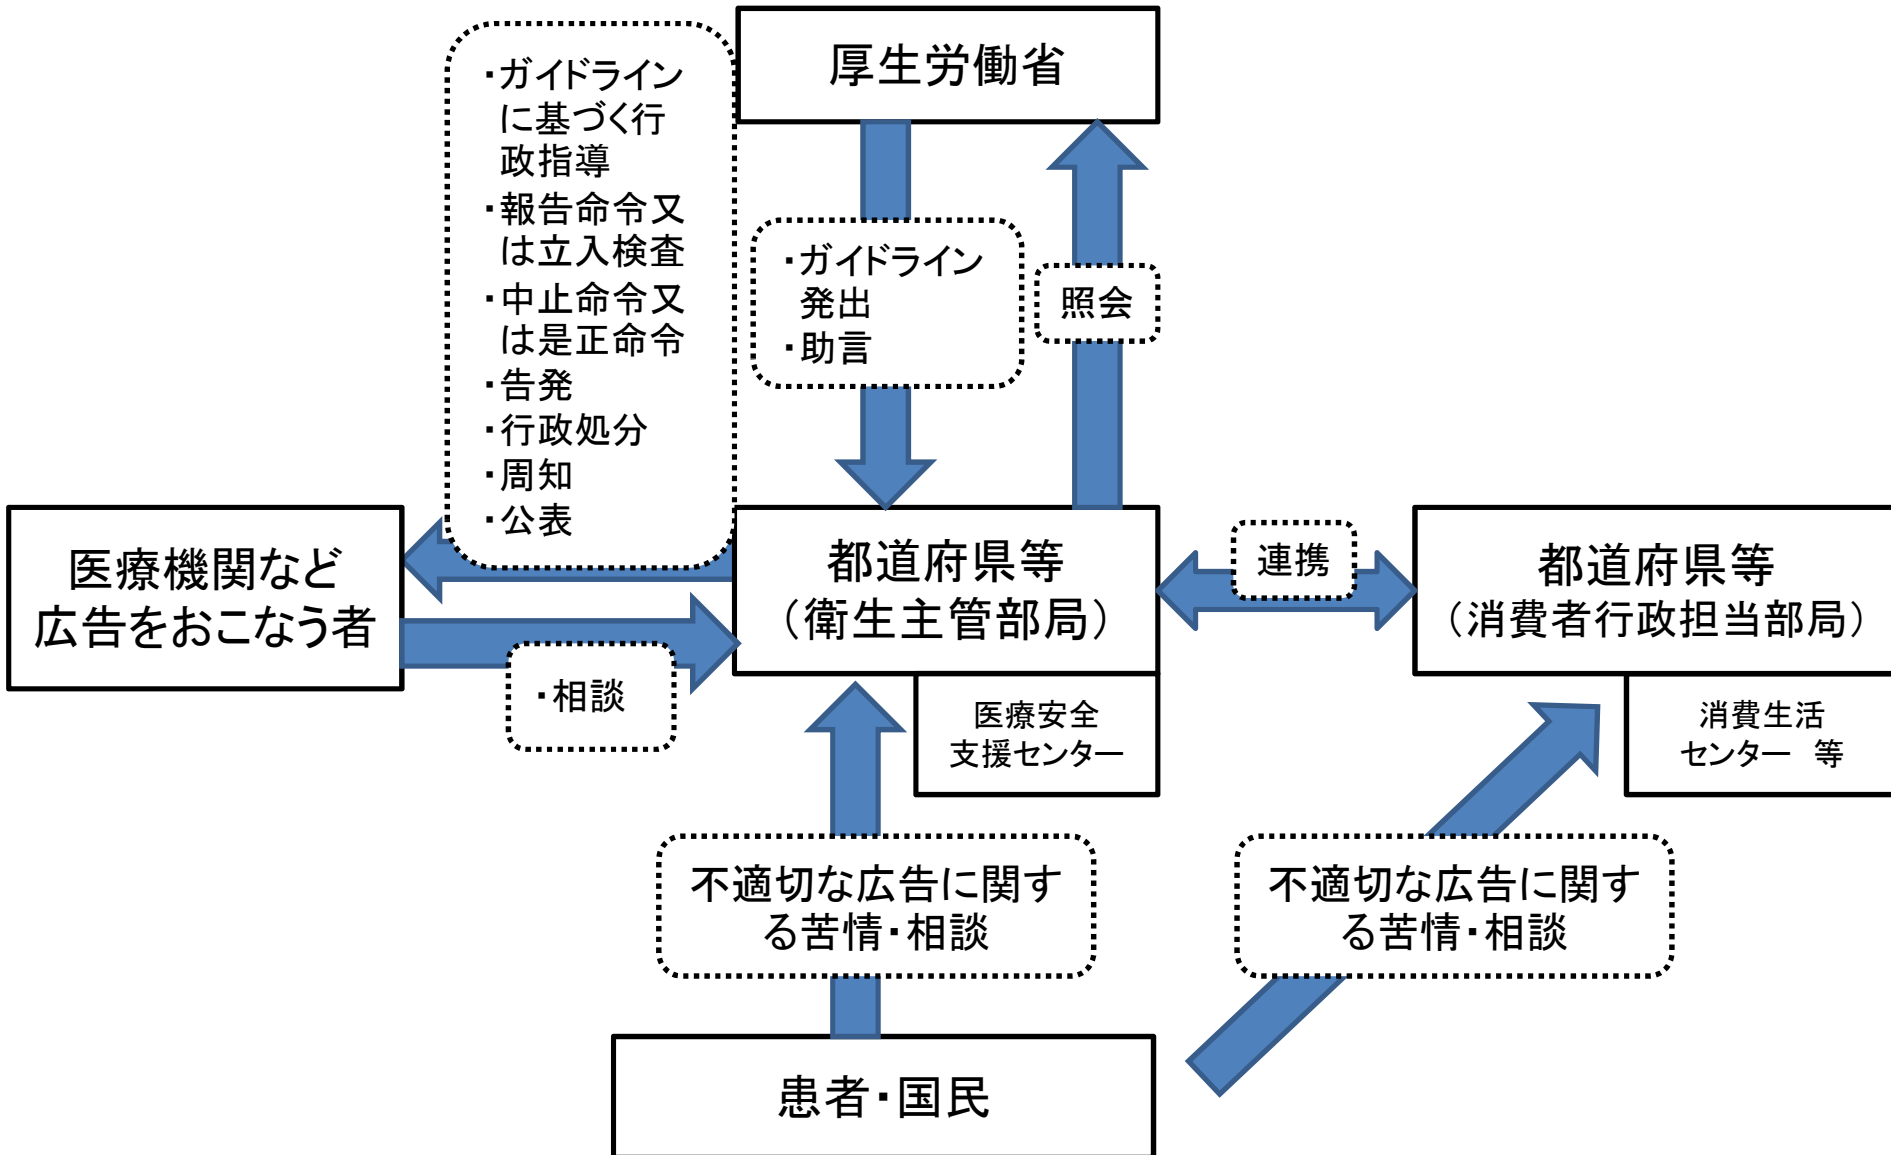 厚生労働省
・ガイドライン
に基づく行
政指導
・報告命令又
は立入検査
・中止命令又
は是正命令
・告発
・行政処分
・周知
・公表
・ガイドライン
発出
・助言
照会
医療機関など
広告をおこなう者
都道府県等
（衛生主管部局）
連携
都道府県等
（消費者行政担当部局）
・相談
医療安全
支援センター
消費生活
センター 等
不適切な広告に関す
る苦情・相談
不適切な広告に関す
る苦情・相談
患者・国民